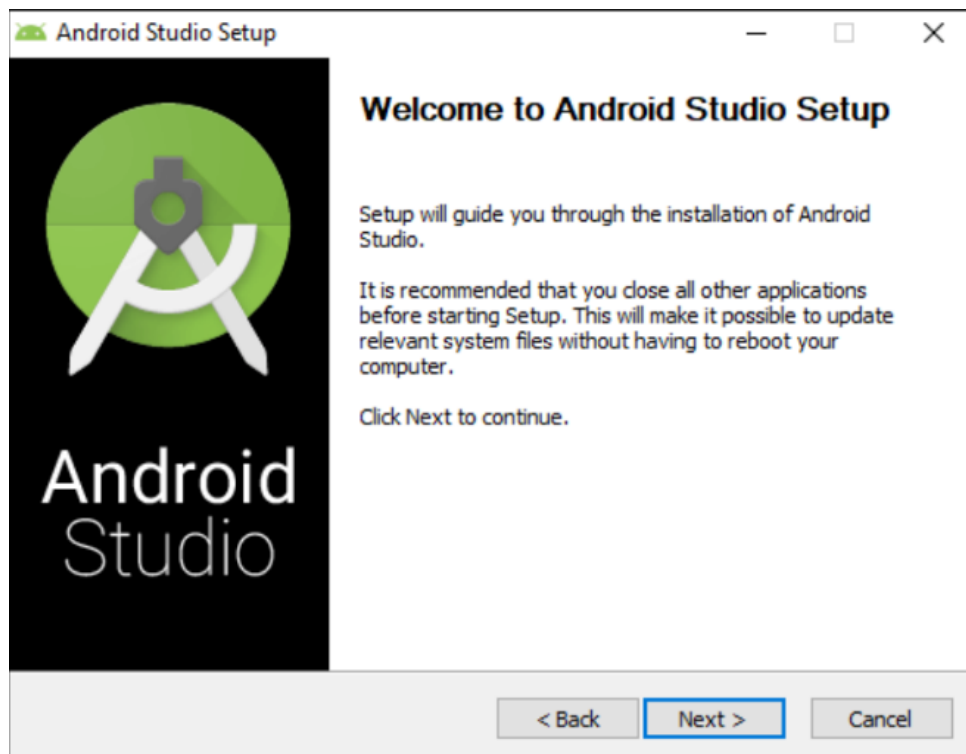 Android Studio Setup
Welcome to Android Studio Setup
Setup will guide you through the installation of Android
Studio.
It is recommended that you close all other applications
before starting Setup. This will make it possible to update
relevant system files without having to reboot your
computer.
Click Next to continue.
Android
Studio
< Back
Next >
Cancel